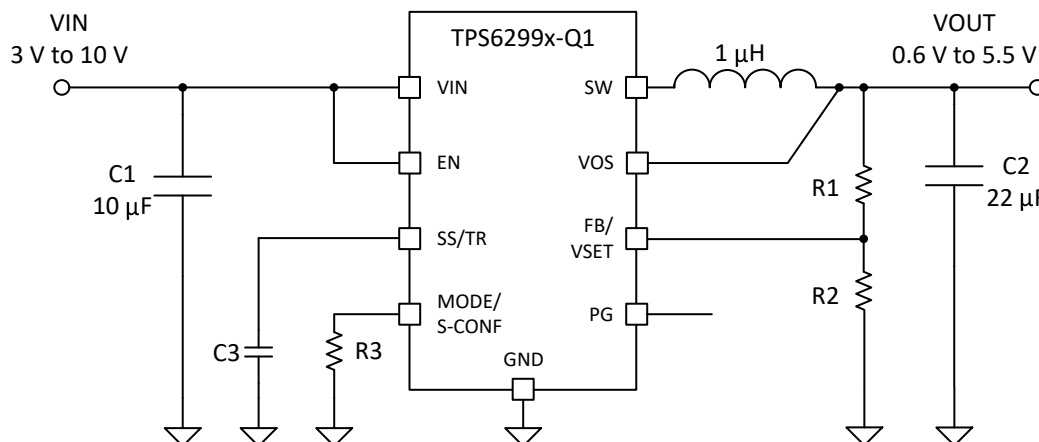 VIN
3 V to 10 V
TPS6299x-Q1
1 µH
VOUT
0.6 V to 5.5 V
VIN
SW
EN
VOS
C1
10 µF
R1
C2
22 µF
SS/TR
FB/
VSET
MODE/
S-CONF
PG
R2
C3
R3
GND